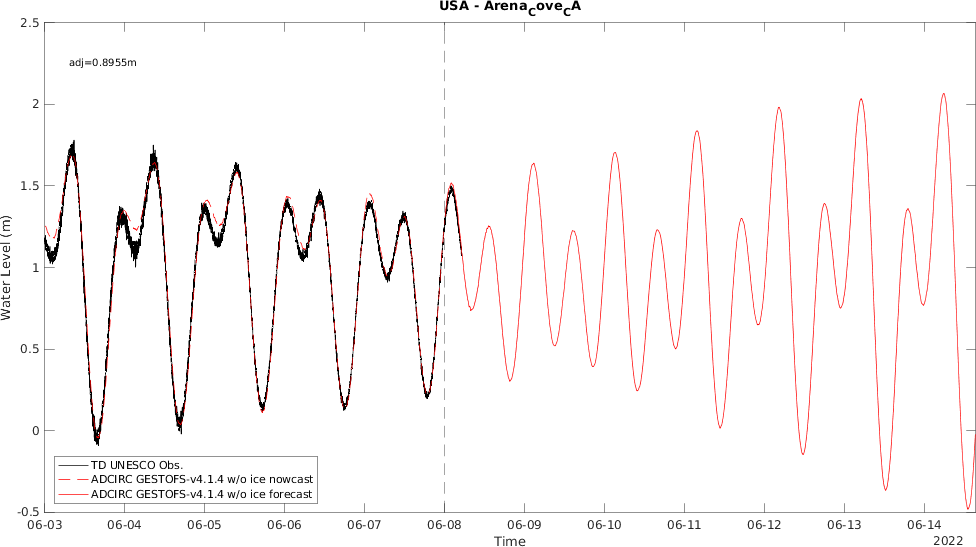 USA - ArenaCoveCA
adj=0.8955m
2.5
2
1.5
1
0.5
0
-0.5
Water Level (m)
TD UNESCO Obs.
ADCIRC GESTOFS-v4.1.4 w/o ice nowcast
ADCIRC GESTOFS-v4.1.4 w/o ice forecast
06-03 06-04 06-05 06-06 06-07 06-08 06-09 06-10 06-11 06-12 06-13 06-14
Time
2022